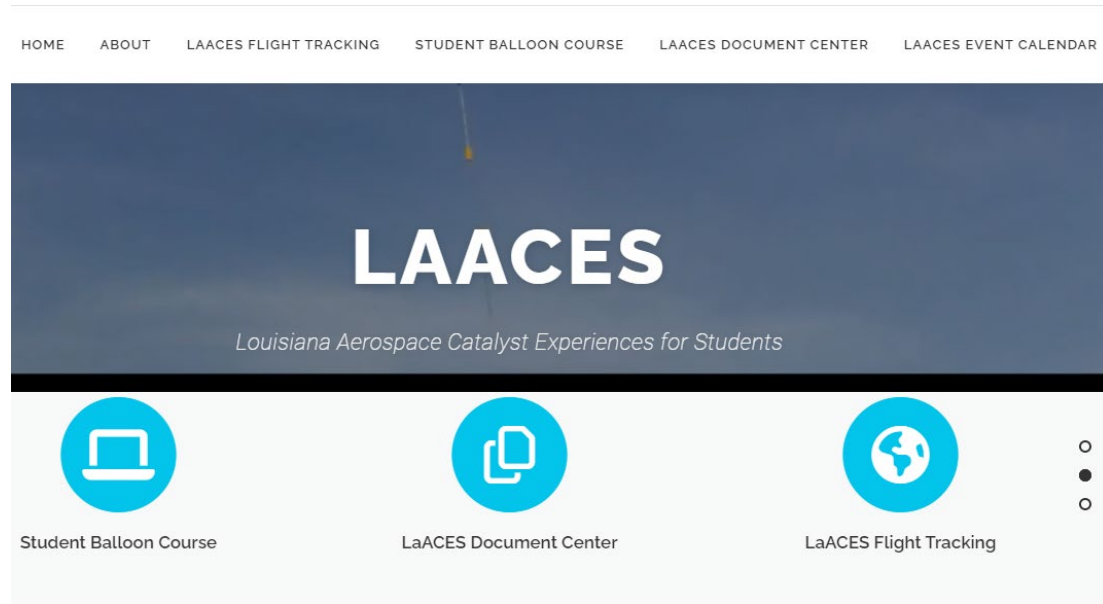 HOME ABOUT LAACES FLIGHT TRACKING STUDENT BALLOON COURSE LAACES DOCUMENT CENTER LAACES EVENT CALENDAR
LAACES
Louisiana Aerospace Catalyst Experiences for Students
Student Balloon Course LaACES Document Center LaACES Flight Tracking